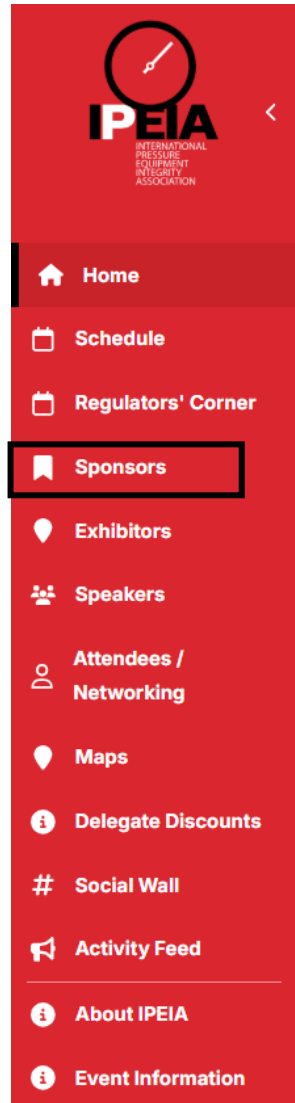 IPEIA
INTERNATIONAL
PRESSURE
EQUIPMENT
INTEGRITY
ASSOCIATION
Home
Schedule
Regulators' Corner
Sponsors
Exhibitors
Speakers
Attendees /
Networking
Maps
Delegate Discounts
# Social Wall
Activity Feed
About IPEIA
Event Information